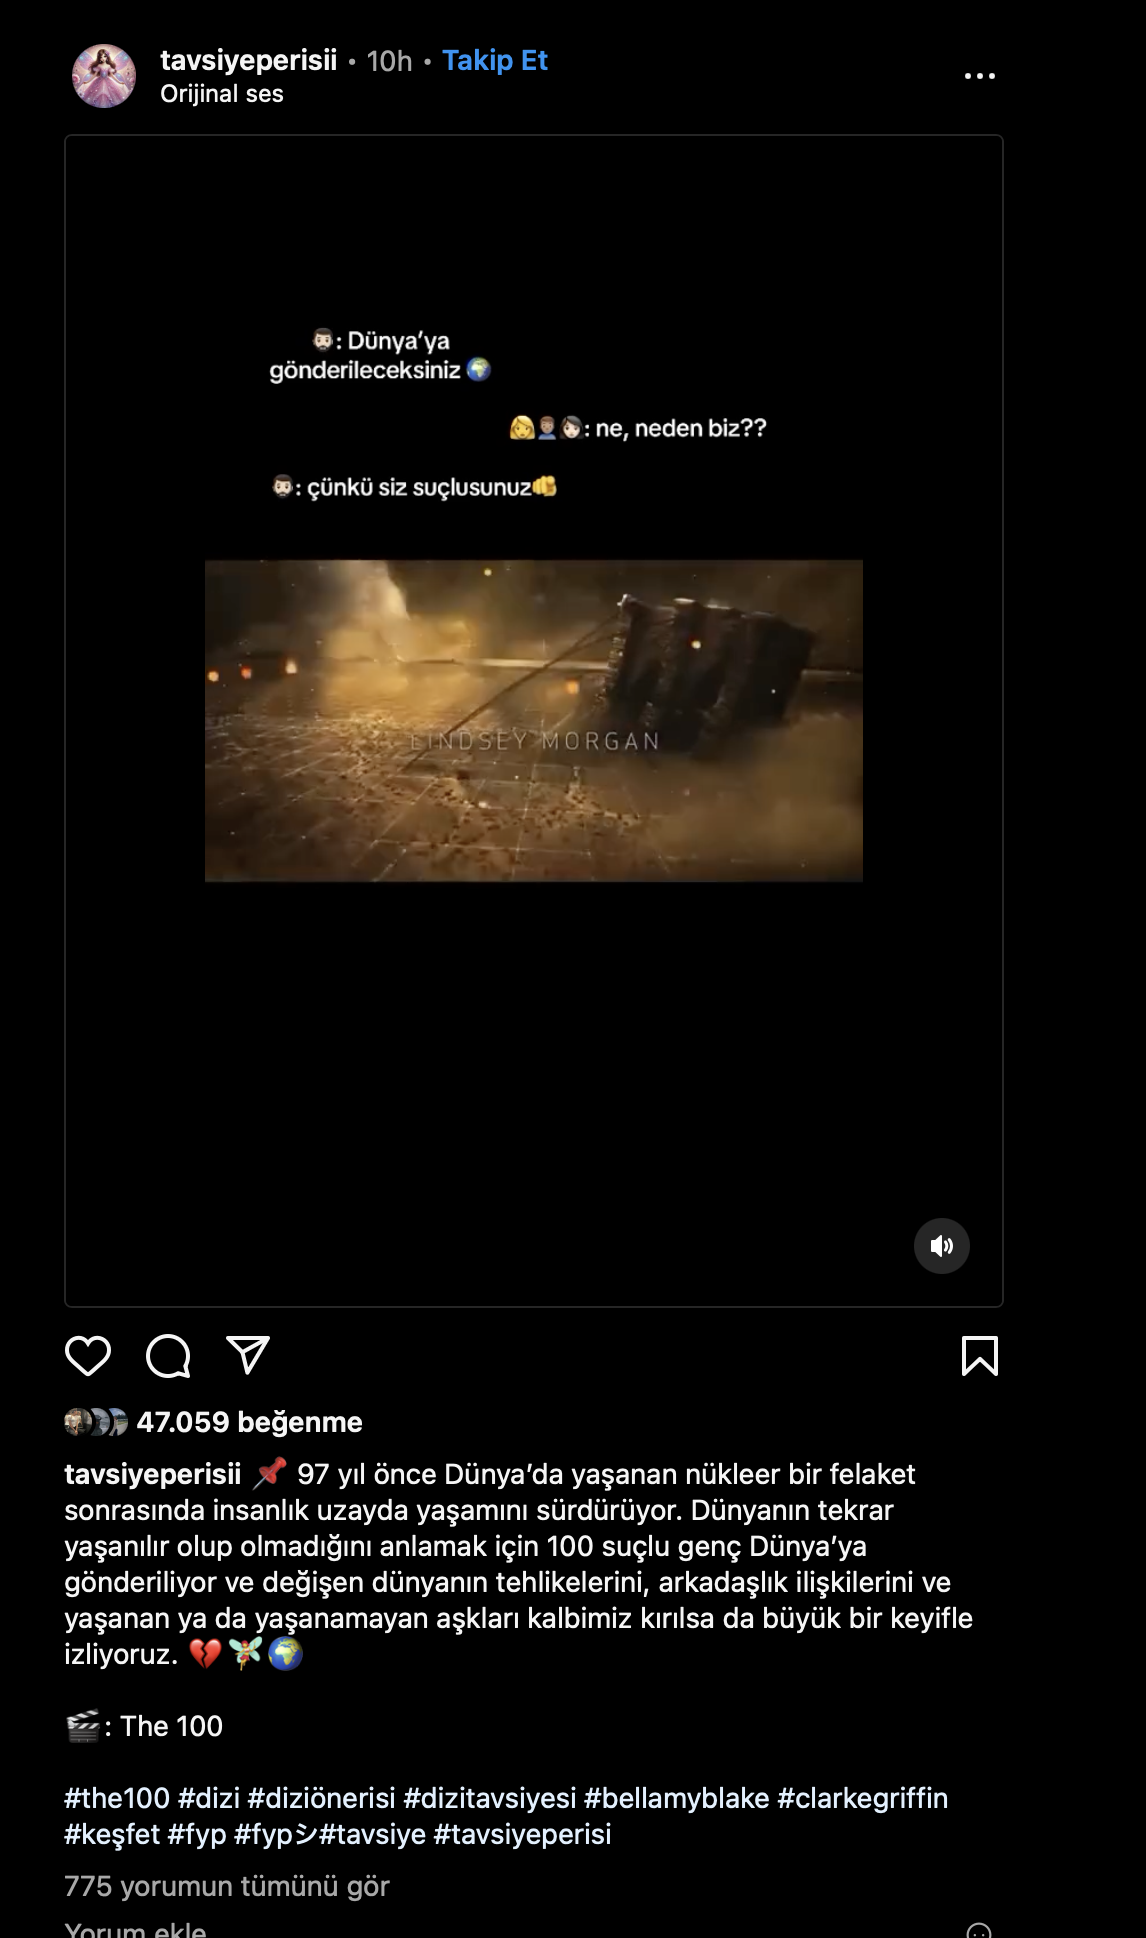 tavsiyeperisii • 10h • Takip Et
Orijinal ses
🧔🏻: Dünya'ya
gönderileceksiniz 🌍
👩🙎🏽‍♂️👩🏻: ne, neden biz??
🧔🏻: çünkü siz suçlusunuz🫵
LINDSEY MORGAN
47.059 beğenme
tavsiyeperisii 📌 97 yıl önce Dünya'da yaşanan nükleer bir felaket
sonrasında insanlık uzayda yaşamını sürdürüyor. Dünyanın tekrar
yaşanılır olup olmadığını anlamak için 100 suçlu genç Dünya'ya
gönderiliyor ve değişen dünyanın tehlikelerini, arkadaşlık ilişkilerini ve
yaşanan ya da yaşanamayan aşkları kalbimiz kırılsa da büyük bir keyifle
izliyoruz. 💔🧚🌍
🎬: The 100
#the100 #dizi #diziönerisi #dizitavsiyesi #bellamyblake #clarkegriffin
#keşfet #fyp #fypシ#tavsiye #tavsiyeperisi
775 yorumun tümünü gör
Yorum ekle